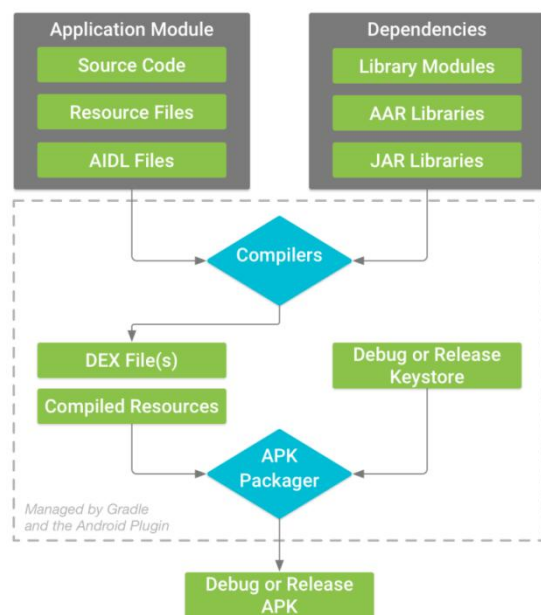 Application Module
Source Code
Resource Files
AIDL Files
Dependencies
Library Modules
AAR Libraries
JAR Libraries
Compilers
DEX File(s)
Compiled Resources
Debug or Release
Keystore
APK
Packager
Managed by Gradle
and the Android Plugin
Debug or Release
APK